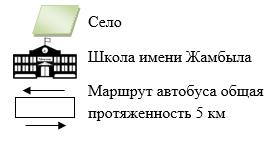 Село
Школа имени Жамбыла
Маршрут автобуса общая
протяженность 5 км